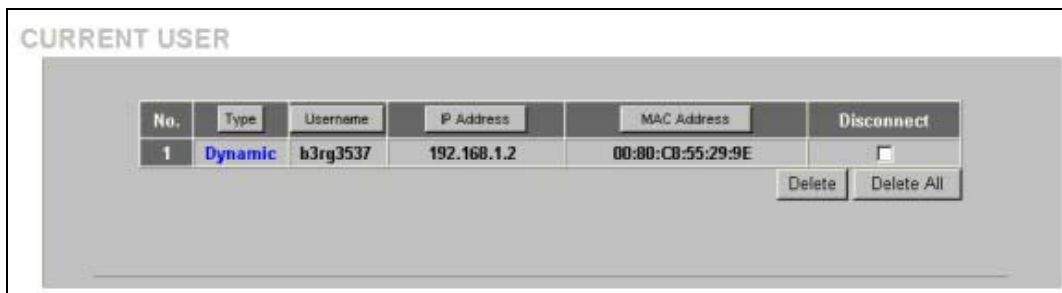 CURRENT USER
No. Type Username IP Address MAC Address Disconnect
1 Dynamic b3rg3537 192.168.1.2 00:80:C8:55:29:9E
Delete Delete All